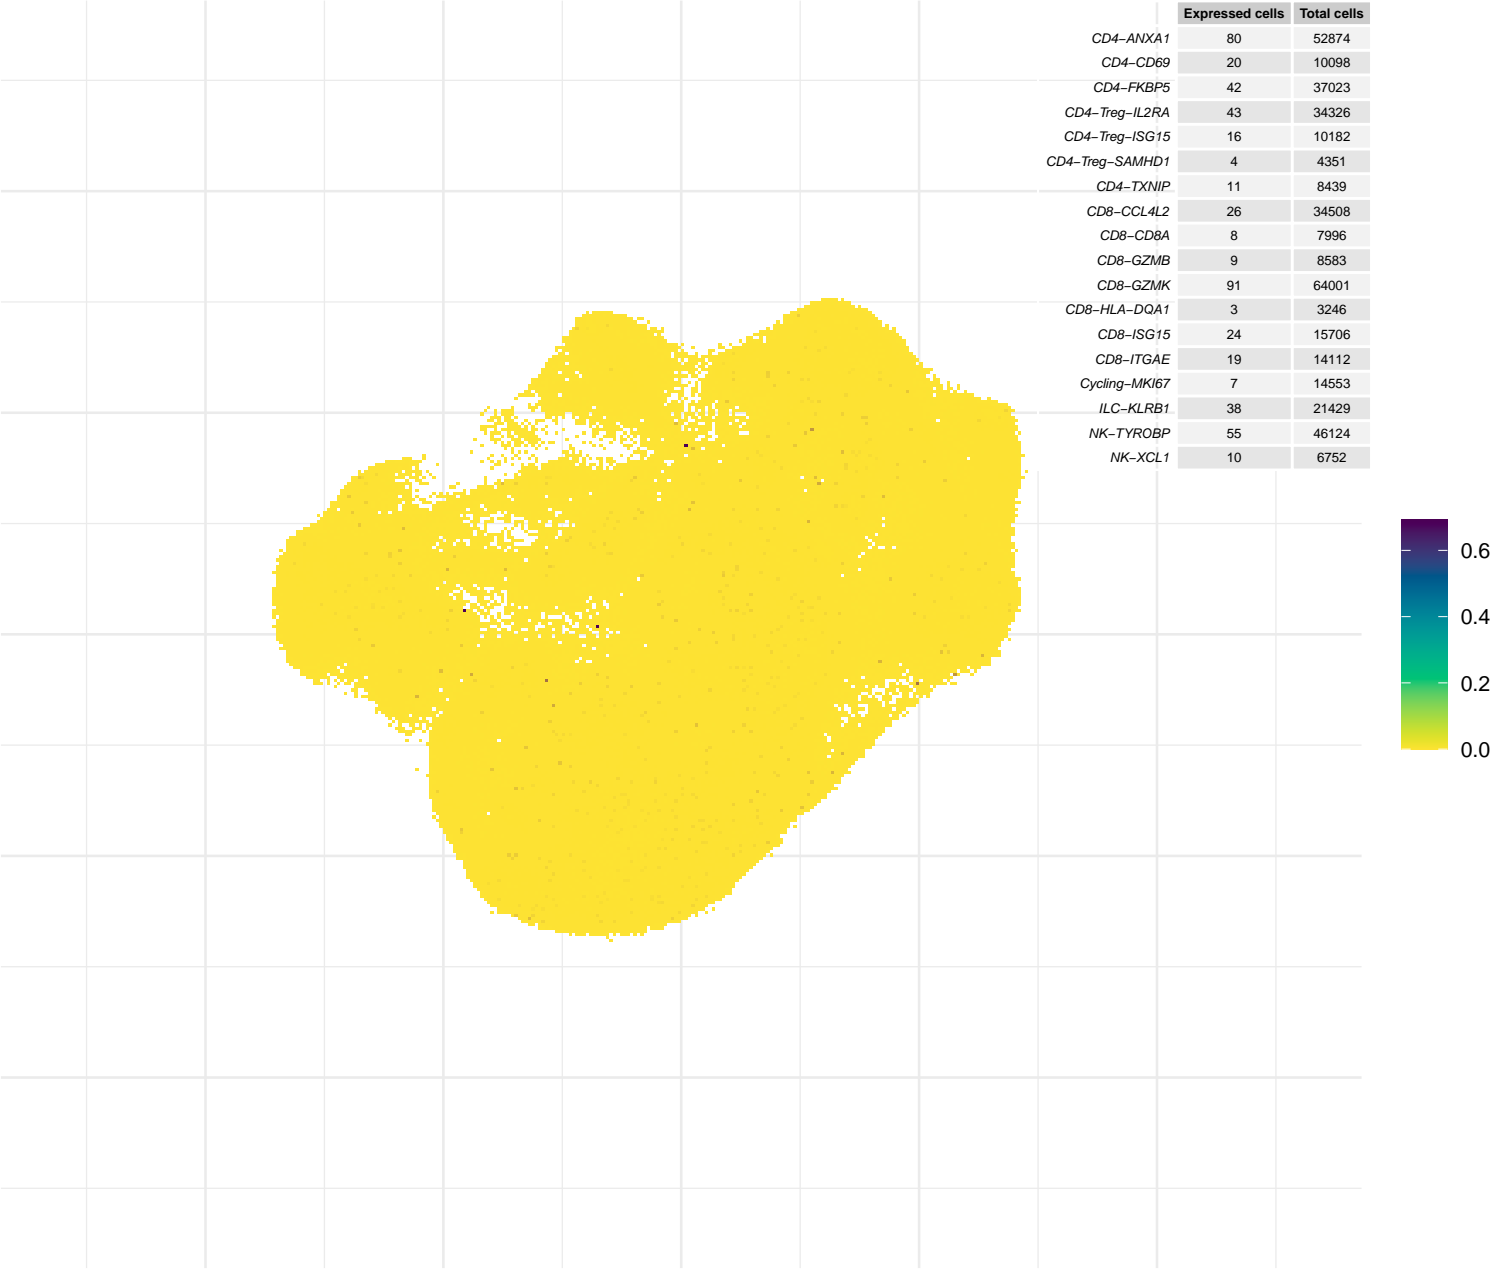 Expressed cells Total cells
CD4−ANXA1 80 52874
CD4−CD69 20 10098
CD4−FKBP5 42 37023
CD4−Treg−IL2RA 43 34326
CD4−Treg−ISG15 16 10182
CD4−Treg−SAMHD1 4 4351
CD4−TXNIP 11 8439
CD8−CCL4L2 26 34508
CD8−CD8A 8 7996
CD8−GZMB 9 8583
CD8−GZMK 91 64001
CD8−HLA−DQA1 3 3246
CD8−ISG15 24 15706
CD8−ITGAE 19 14112
Cycling−MKI67 7 14553
ILC−KLRB1 38 21429
NK−TYROBP 55 46124
NK−XCL1 10 6752
0.6
0.4
0.2
0.0